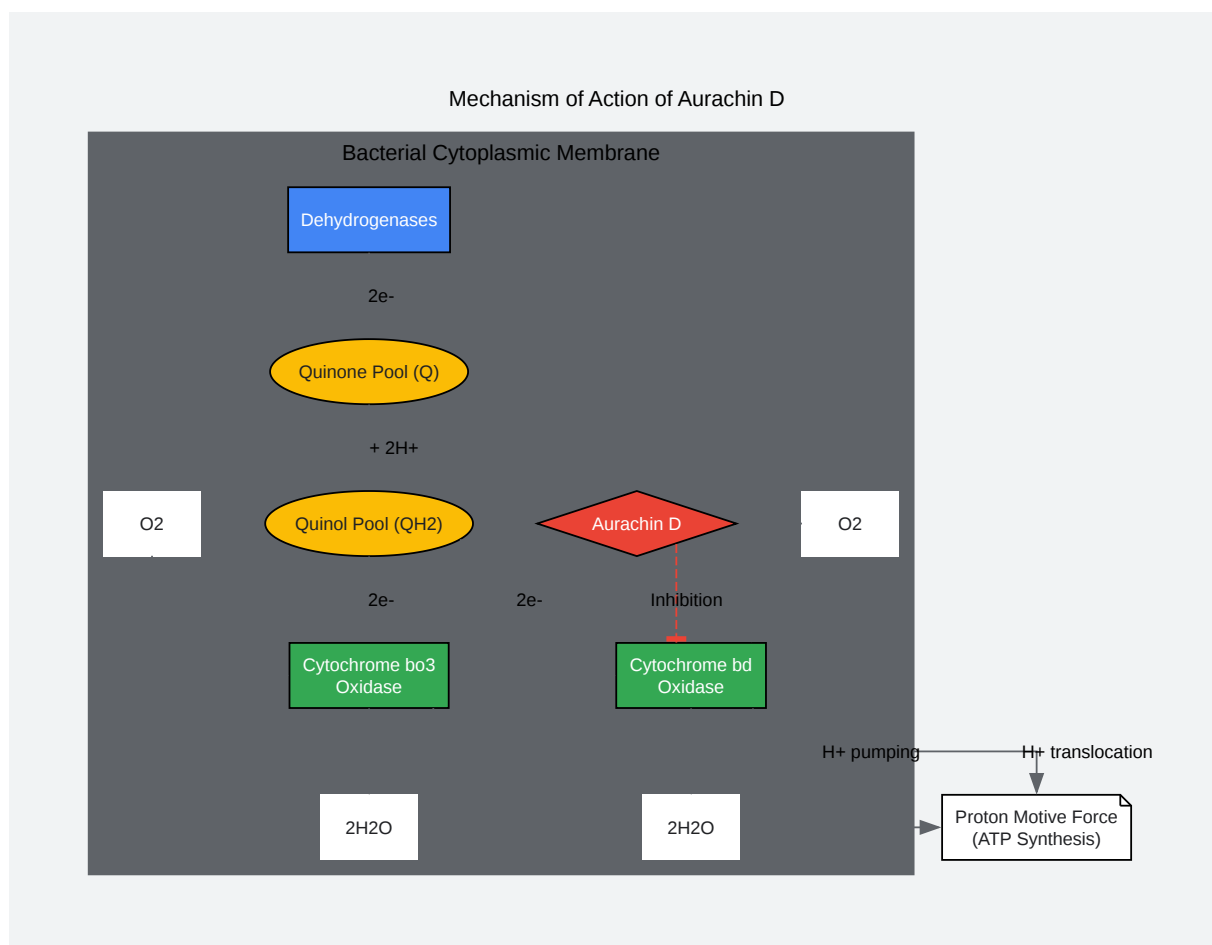 Mechanism of Action of Aurachin D
Bacterial Cytoplasmic Membrane
Dehydrogenases
2e-
Quinone Pool (Q)
+ 2H+
O2
Quinol Pool (QH2)
Aurachin D
O2
2e-
2e-
Inhibition
Cytochrome bo3
Oxidase
Cytochrome bd
Oxidase
H+ pumping
H+ translocation
2H2O
2H2O
Proton Motive Force
(ATP Synthesis)